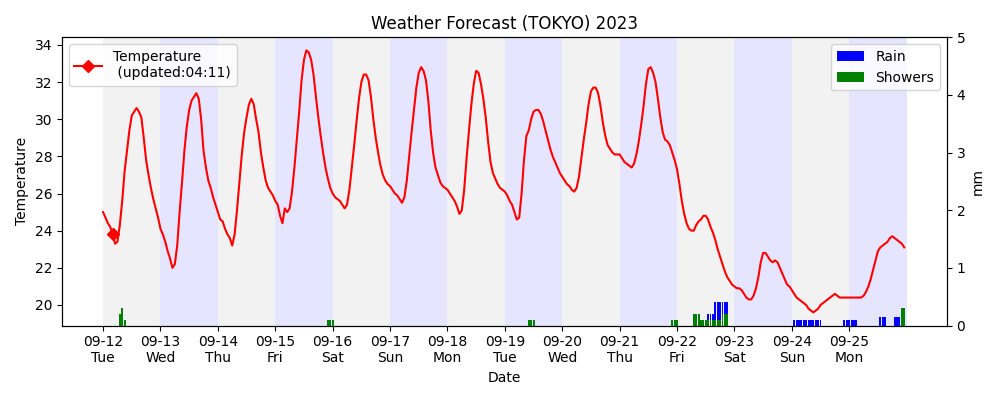 Weather Forecast (TOKYO) 2023
Temperature
(updated:04:11)
Rain
Showers
Temperature
34
32
30
28
26
24
22
20
5
4
3
2
1
0
mm
09-12 09-13 09-14 09-15 09-16 09-17 09-18 09-19 09-20 09-21 09-22 09-23 09-24 09-25
Tue Wed Thu Fri Sat Sun Mon Tue Wed Thu Fri Sat Sun Mon
Date